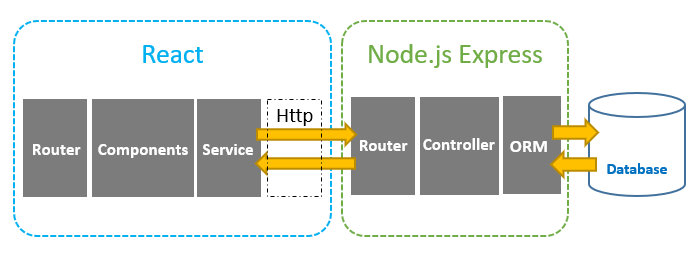 React
Node.js Express
Http
Router
Components
Service
Router
Controller
ORM
Database